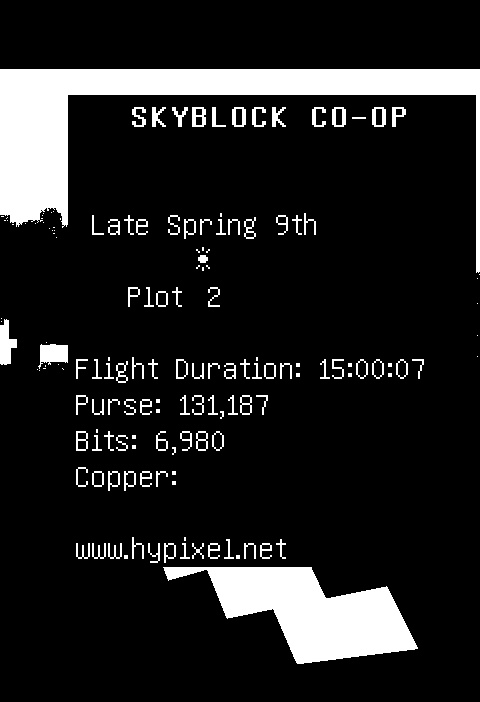 SKYBLOCK CO-OP
Late Spring 9th
Plot 2
Flight Duration: 15:00:07
Purse: 131,187
Bits: 6,980
Copper:
www.hypixel.net